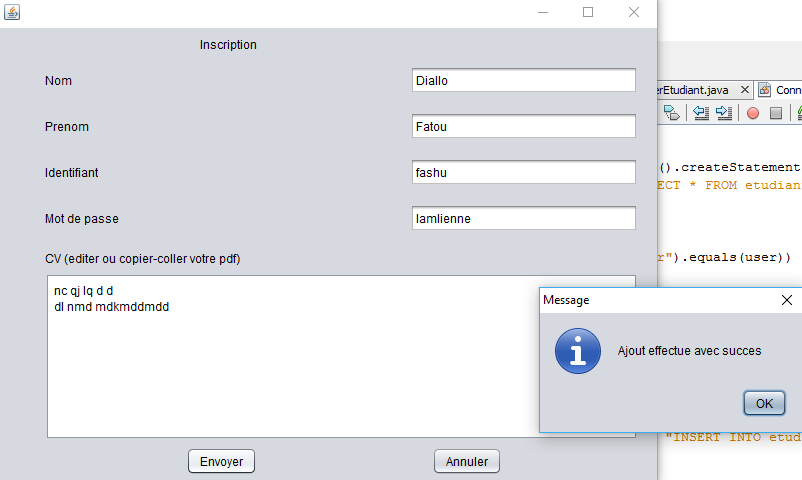 Inscription
Nom
Diallo
Prenom
Fatou
Identifiant
fashu
Mot de passe
lamlienne
CV (editer ou copier-coller votre pdf)
nc qj lq d d
dl nmd mdkmddmdd
Envoyer
Annuler
Message
Ajout effectue avec succes
OK
erEtudiant.java
Conn
().createStatement
ECT * FROM etudian
r").equals(user))
"INSERT INTO etud